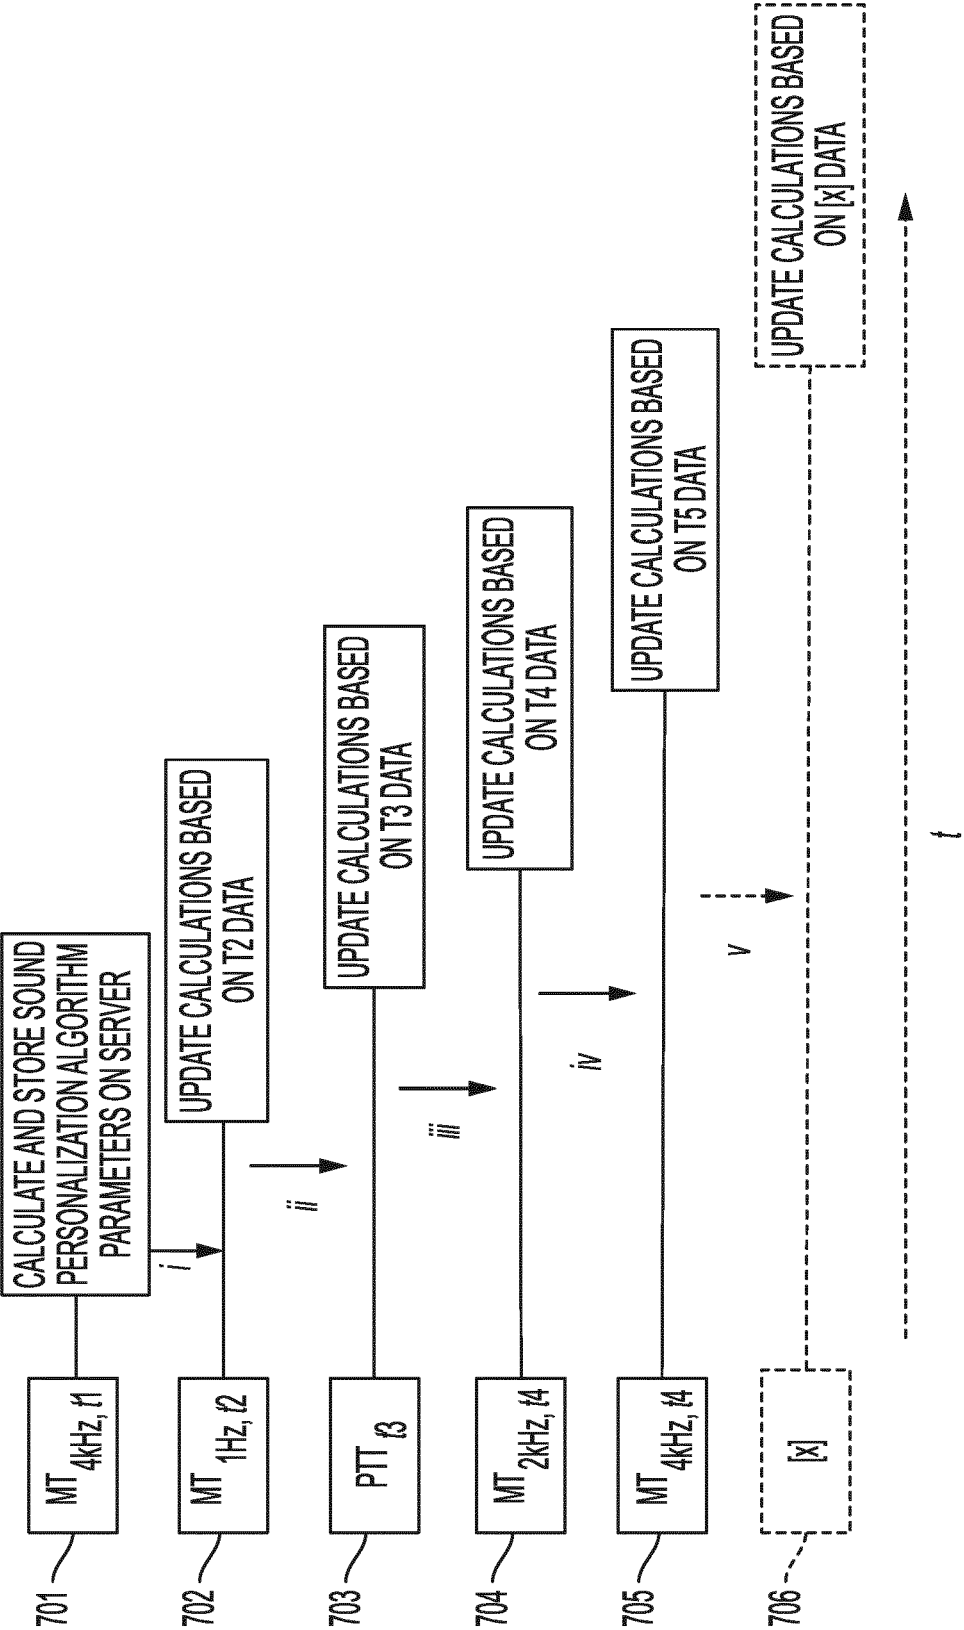 701
MT 4kHz, t1
CALCULATE AND STORE SOUND
PERSONALIZATION ALGORITHM
PARAMETERS ON SERVER
i
702
MT 1Hz, t2
UPDATE CALCULATIONS BASED
ON T2 DATA
ii
703
PTT t3
UPDATE CALCULATIONS BASED
ON T3 DATA
iii
704
MT 2kHz, t4
UPDATE CALCULATIONS BASED
ON T4 DATA
iv
705
MT 4kHz, t4
UPDATE CALCULATIONS BASED
ON T5 DATA
v
706
[x]
UPDATE CALCULATIONS BASED
ON [x] DATA
t